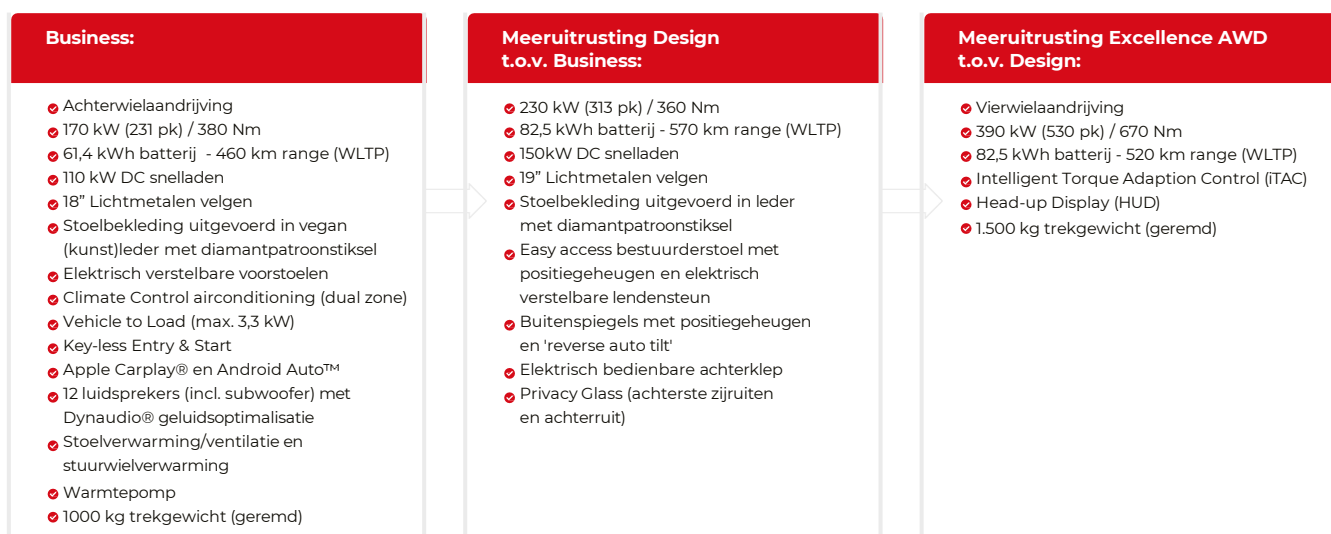 Business:
Achterwielaandrijving
170 kW (231 pk) / 380 Nm
61,4 kWh batterij - 460 km range (WLTP)
110 kW DC snelladen
18” Lichtmetalen velgen
Stoelbekleding uitgevoerd in vegan
(kunst)leder met diamantpatroonstiksel
Elektrisch verstelbare voorstoelen
Climate Control airconditioning (dual zone)
Vehicle to Load (max. 3,3 kW)
Key-less Entry & Start
Apple Carplay® en Android Auto™
12 luidsprekers (incl. subwoofer) met
Dynaudio® geluidsoptimalisatie
Stoelverwarming/ventilatie en
stuurwielverwarming
Warmtepomp
1000 kg trekgewicht (geremd)
Meeruitrusting Design
t.o.v. Business:
230 kW (313 pk) / 360 Nm
82,5 kWh batterij - 570 km range (WLTP)
150kW DC snelladen
19” Lichtmetalen velgen
Stoelbekleding uitgevoerd in leder
met diamantpatroonstiksel
Easy access bestuurderstoel met
positiegeheugen en elektrisch
verstelbare lendensteun
Buitenspiegels met positiegeheugen
en 'reverse auto tilt'
Elektrisch bedienbare achterklep
Privacy Glass (achterste zijruiten
en achterruit)
Meeruitrusting Excellence AWD
t.o.v. Design:
Vierwielaandrijving
390 kW (530 pk) / 670 Nm
82,5 kWh batterij - 520 km range (WLTP)
Intelligent Torque Adaption Control (iTAC)
Head-up Display (HUD)
1.500 kg trekgewicht (geremd)